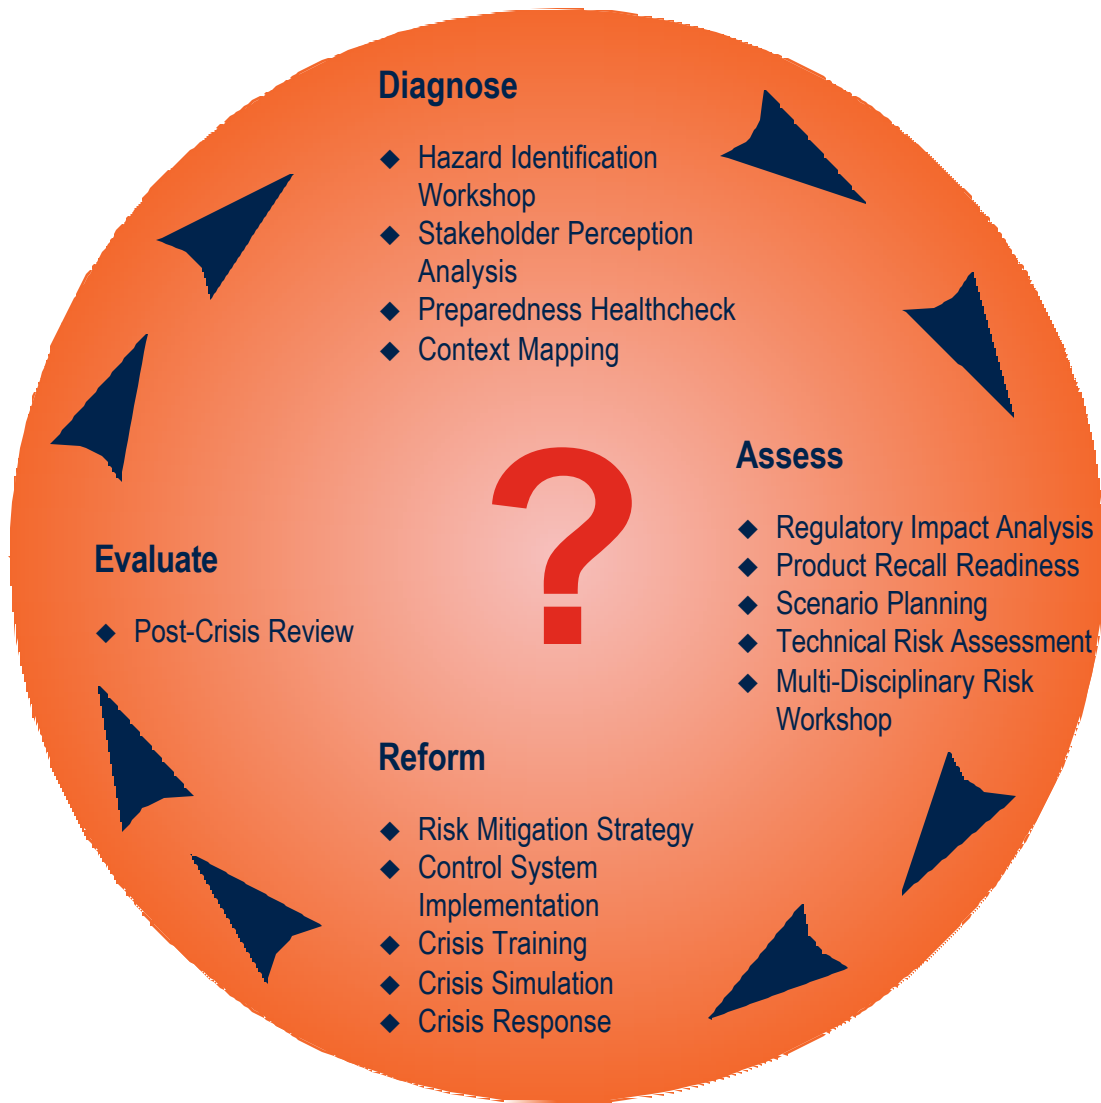 Diagnose
◆ Hazard Identification
Workshop
◆ Stakeholder Perception
Analysis
◆ Preparedness Healthcheck
◆ Context Mapping
?
Assess
◆ Regulatory Impact Analysis
◆ Product Recall Readiness
◆ Scenario Planning
◆ Technical Risk Assessment
◆ Multi-Disciplinary Risk
Workshop
Reform
◆ Risk Mitigation Strategy
◆ Control System
Implementation
◆ Crisis Training
◆ Crisis Simulation
◆ Crisis Response
Evaluate
◆ Post-Crisis Review